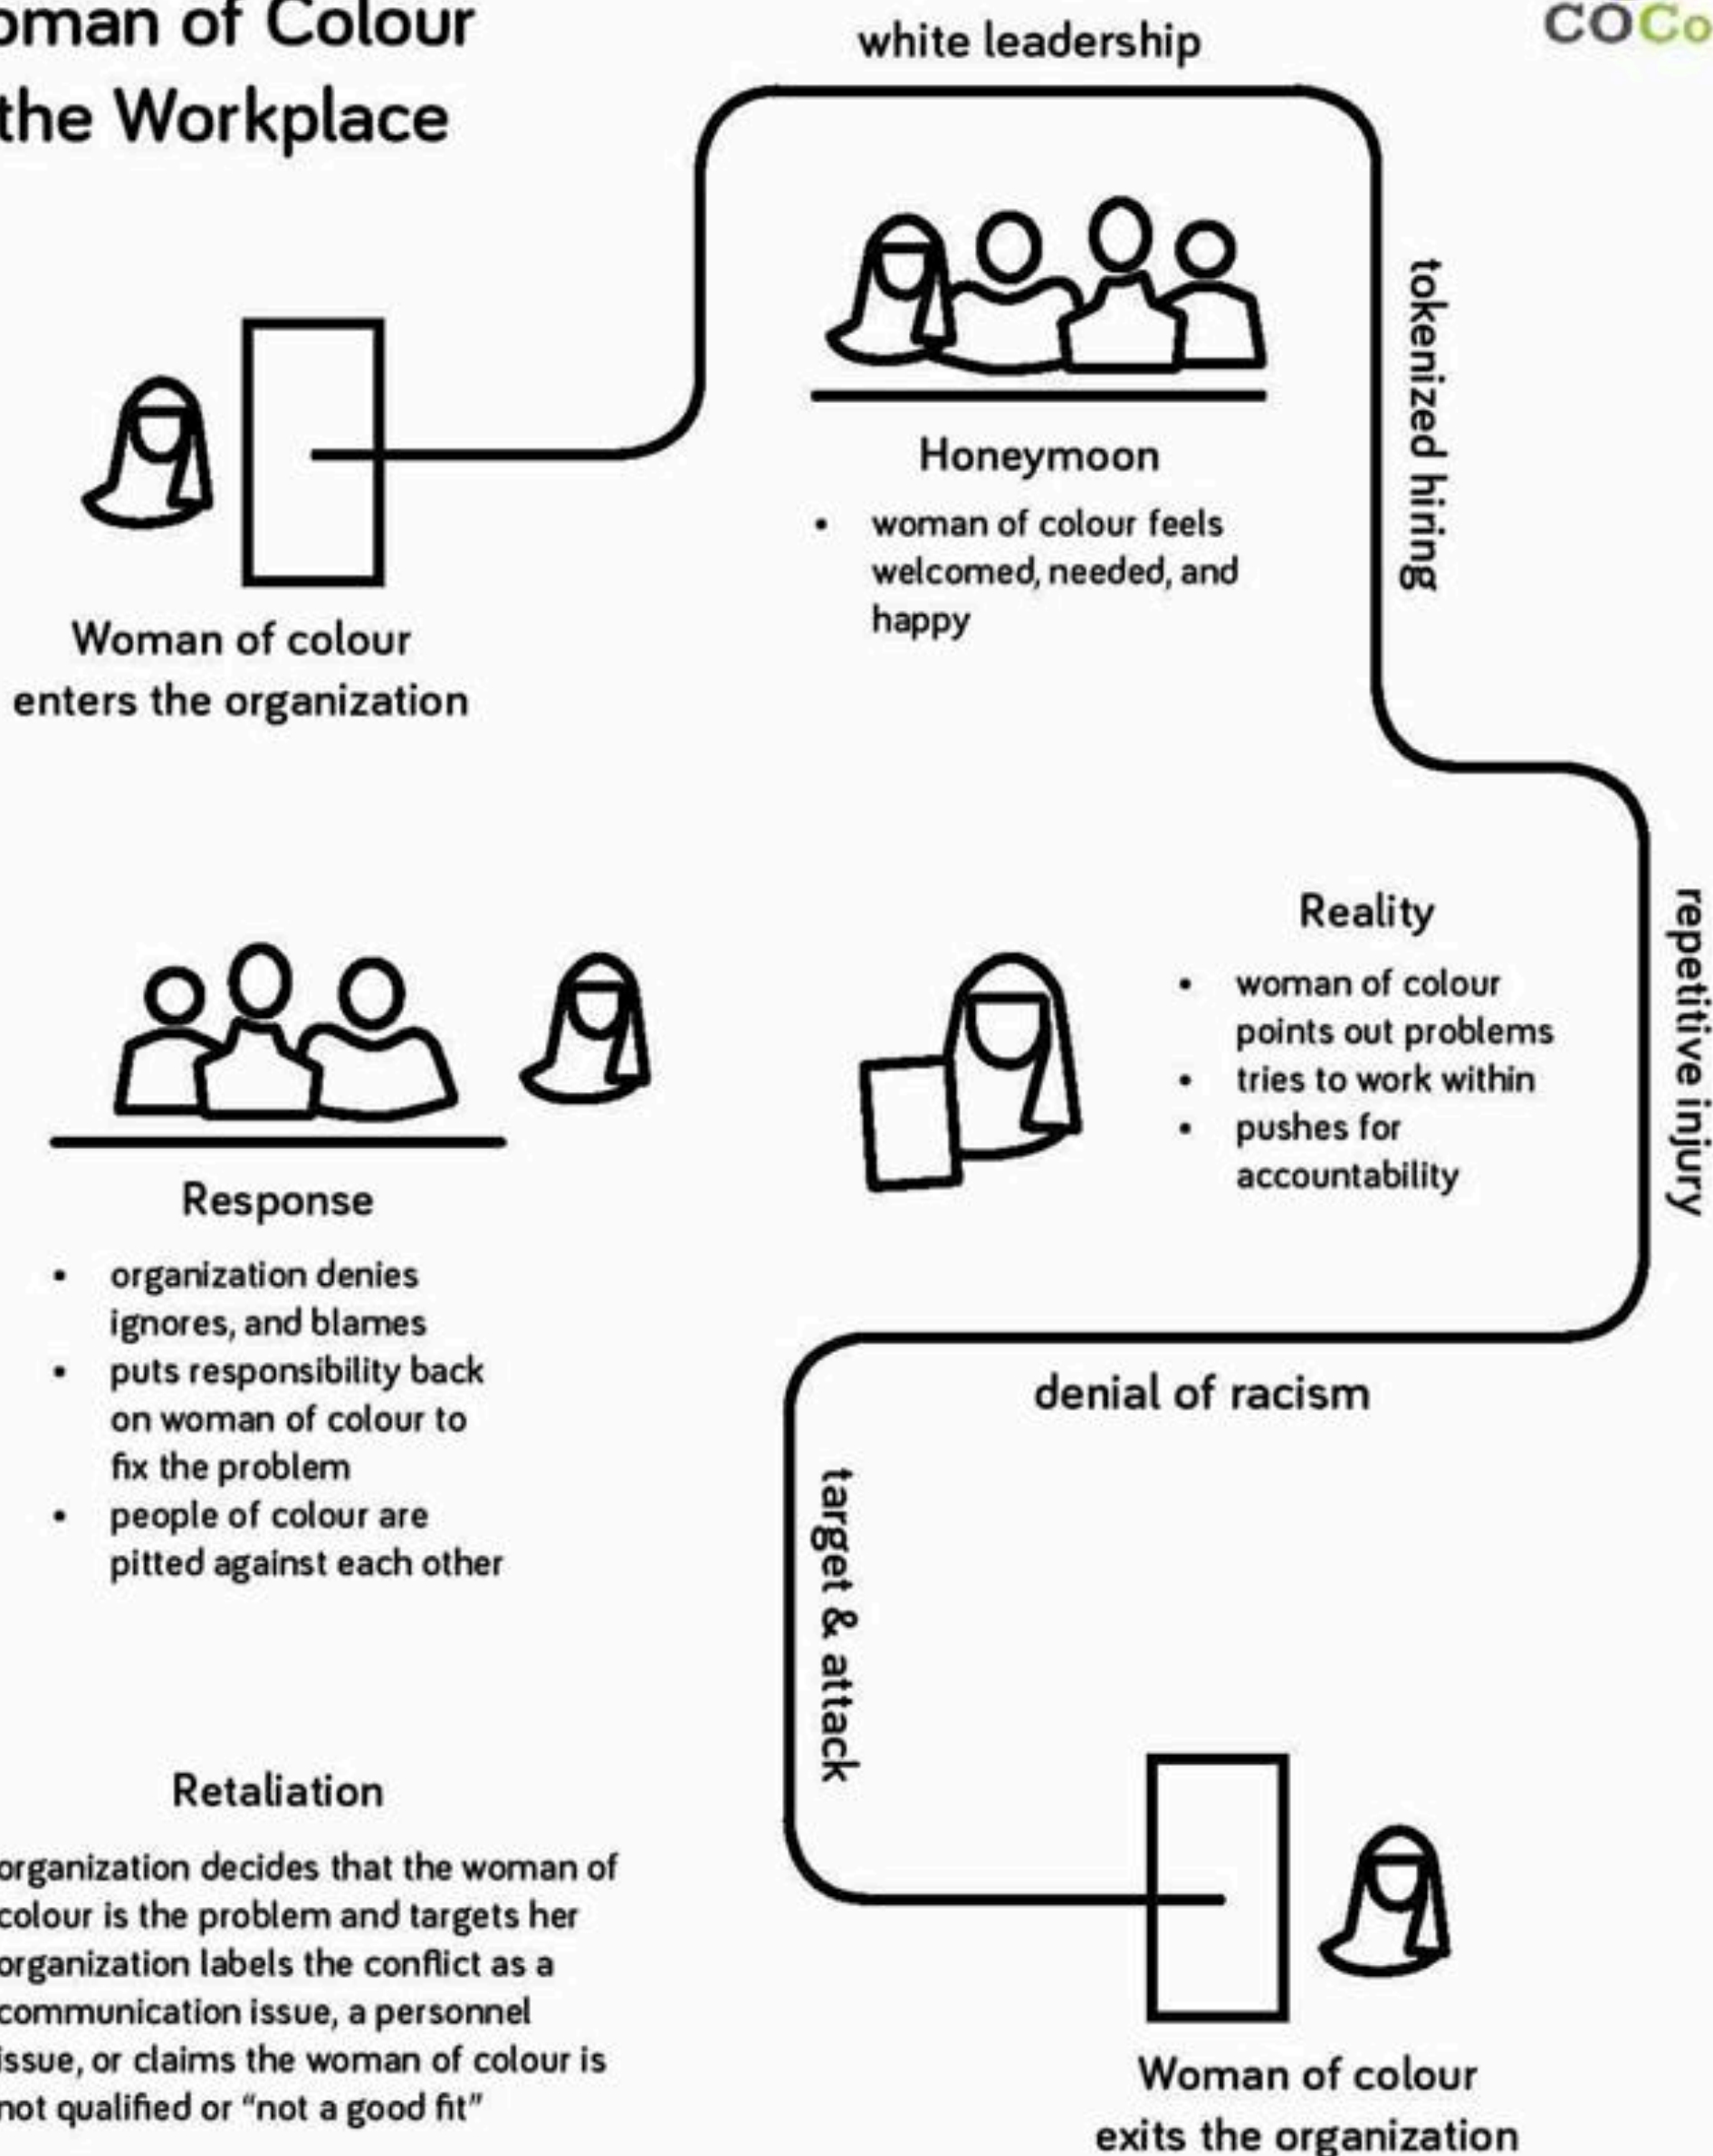 oman of Colour
the Workplace
COCo
white leadership
tokenized hiring
Woman of colour
enters the organization
Honeymoon
• woman of colour feels
welcomed, needed, and
happy
repetitive injury
Reality
• woman of colour
points out problems
• tries to work within
• pushes for
accountability
denial of racism
Response
• organization denies
ignores, and blames
• puts responsibility back
on woman of colour to
fix the problem
• people of colour are
pitted against each other
target & attack
Retaliation
organization decides that the woman of
colour is the problem and targets her
organization labels the conflict as a
communication issue, a personnel
issue, or claims the woman of colour is
not qualified or “not a good fit”
Woman of colour
exits the organization